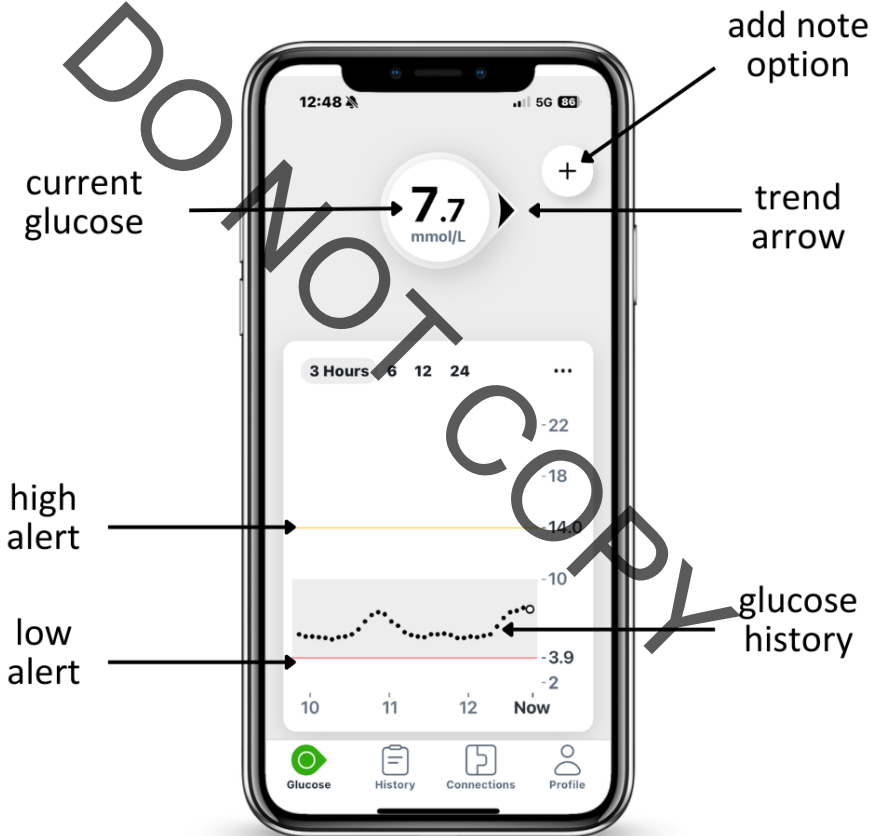 add note
option
12:48
5G 86
+
current
glucose
7.7
mmol/L
trend
arrow
DO NOT COPY
3 Hours 6 12 24
...
-22
-18
high
alert
-14.0
-10
glucose
history
low
alert
-3.9
-2
10 11 12 Now
Glucose History Connections Profile